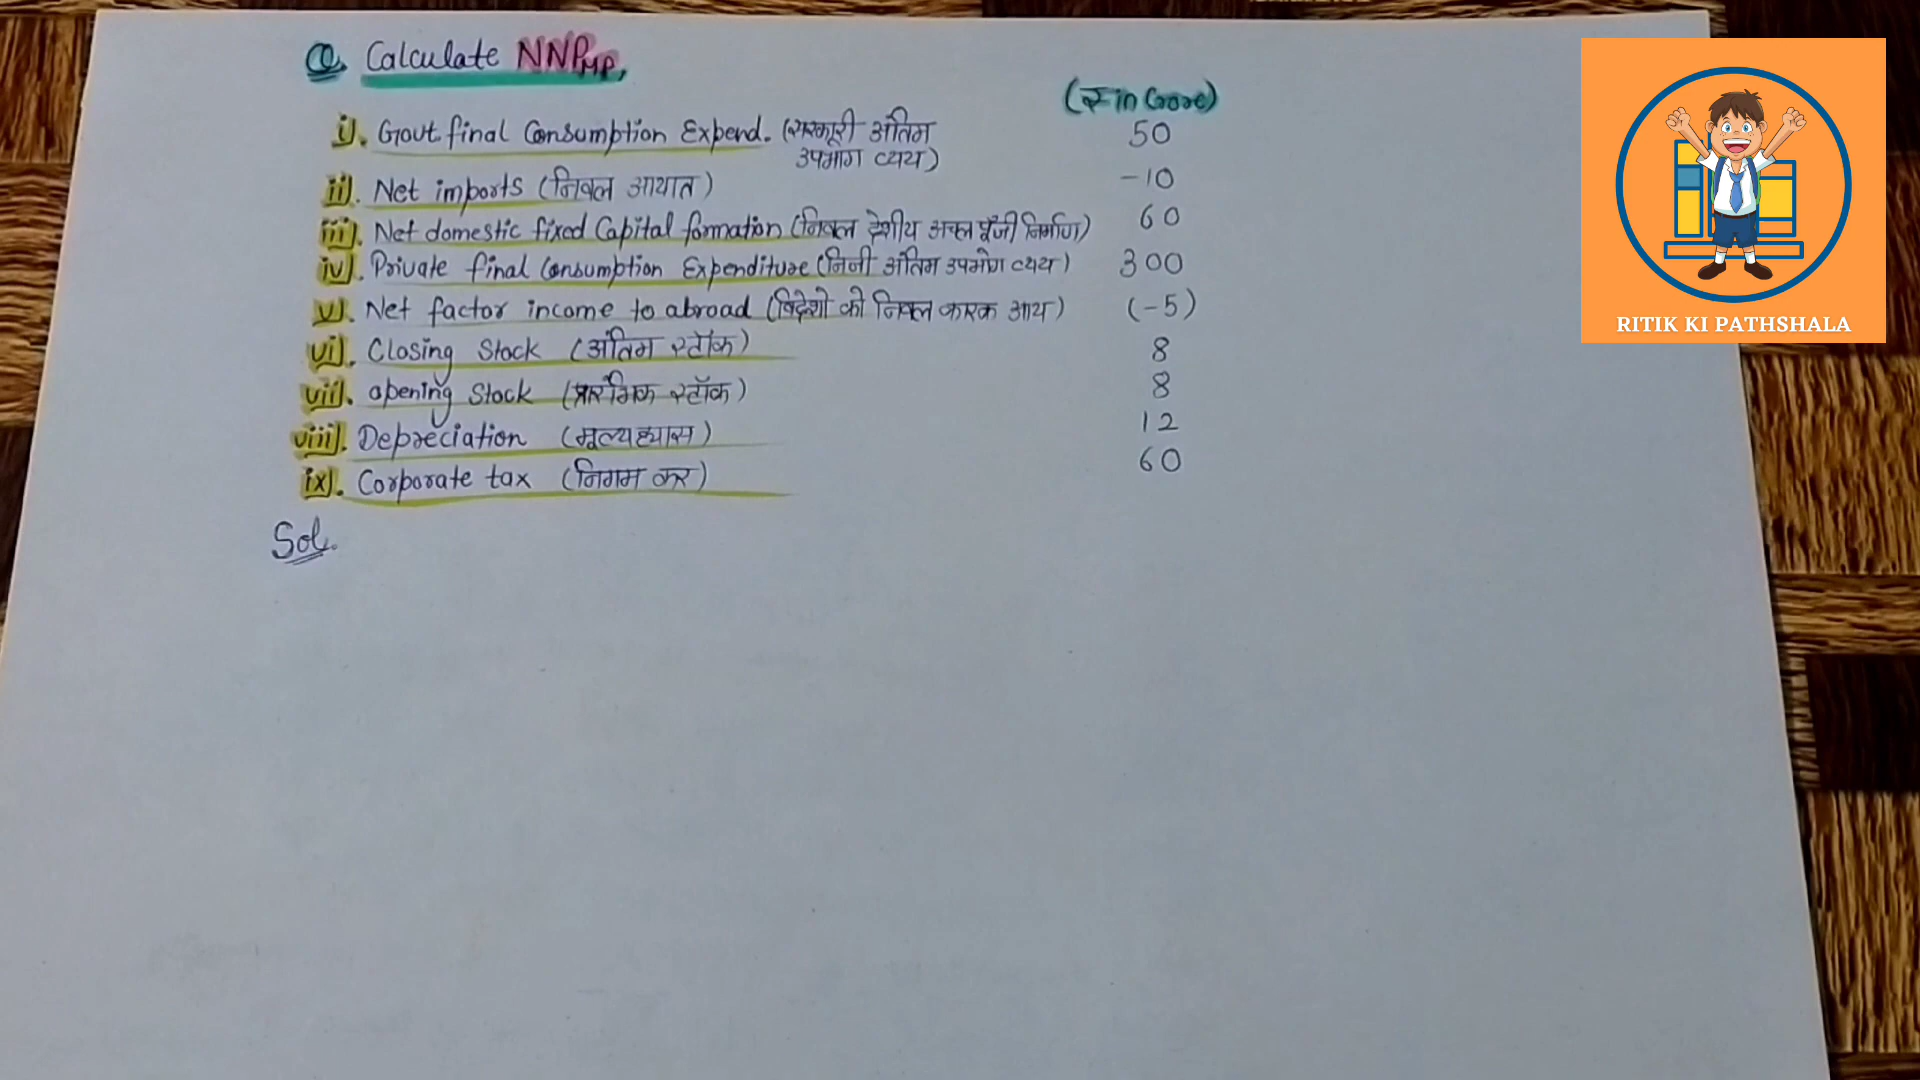 Q. Calculate NNPMP,
(₹ in Crore)
i). Govt. final Consumption Expend. (सरकारी अंतिम उपभोग व्यय) 50
ii). Net imports (निवल आयात) -10
iii). Net domestic fixed Capital formation (निवल देशीय अचल पूँजी निर्माण) 60
iv). Private final Consumption Expenditure (निजी अंतिम उपभोग व्यय) 300
v). Net factor income to abroad (विदेशो को निवल कारक आय) (-5)
vi). Closing Stock (अंतिम स्टॉक) 8
vii). opening Stock (प्रारंभिक स्टॉक) 8
viii). Depreciation (मूल्यह्यास) 12
ix). Corporate tax (निगम कर) 60
Sol.
RITIK KI PATHSHALA